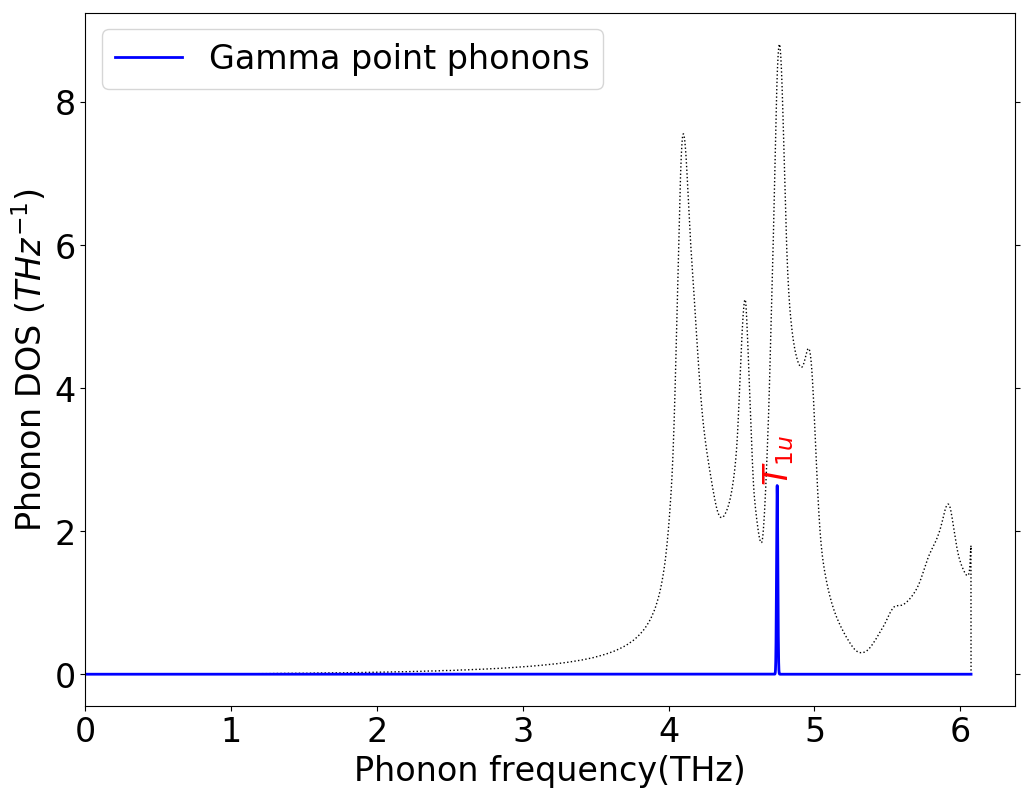 Gamma point phonons
8
6
4
2
0
Phonon DOS (THz⁻¹)
T₁ᵤ
0 1 2 3 4 5 6
Phonon frequency(THz)